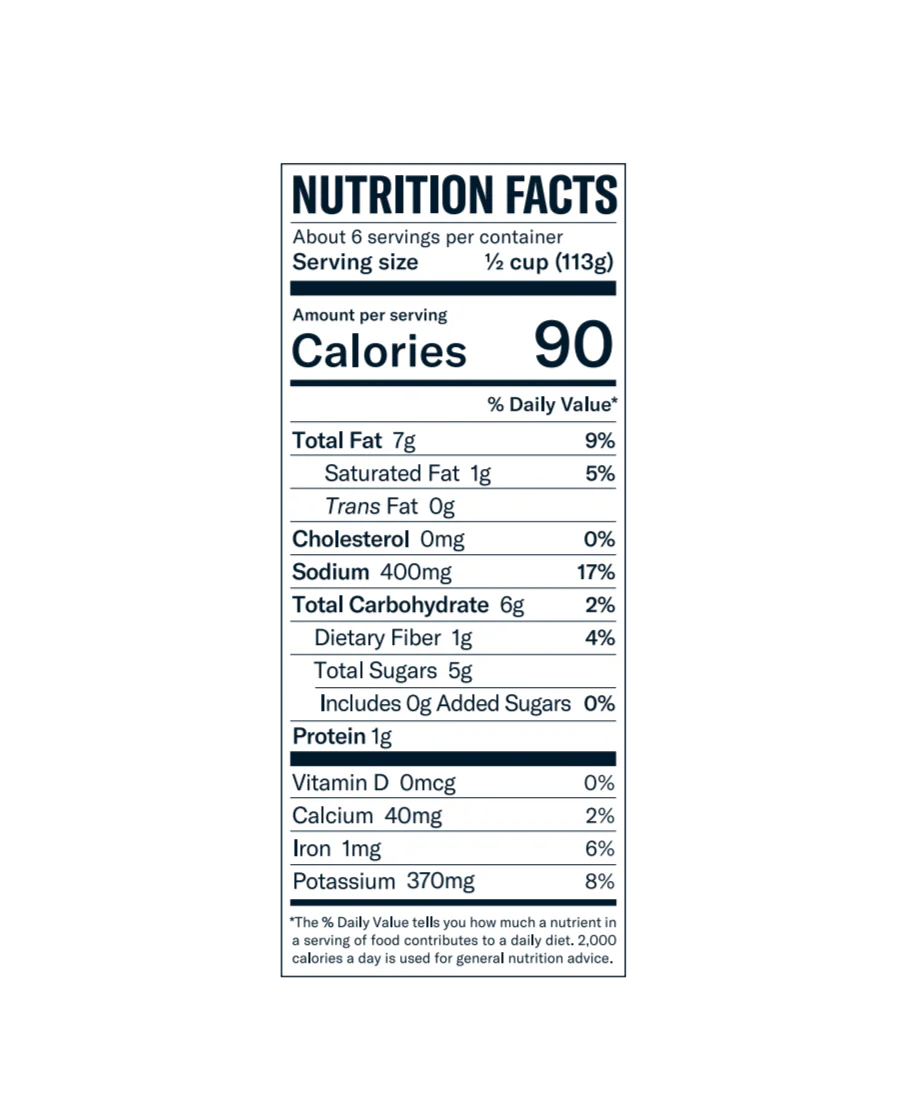 NUTRITION FACTS
About 6 servings per container
Serving size ½ cup (113g)
Amount per serving
Calories 90
% Daily Value*
Total Fat 7g 9%
Saturated Fat 1g 5%
Trans Fat 0g
Cholesterol 0mg 0%
Sodium 400mg 17%
Total Carbohydrate 6g 2%
Dietary Fiber 1g 4%
Total Sugars 5g
Includes 0g Added Sugars 0%
Protein 1g
Vitamin D 0mcg 0%
Calcium 40mg 2%
Iron 1mg 6%
Potassium 370mg 8%
*The % Daily Value tells you how much a nutrient in
a serving of food contributes to a daily diet. 2,000
calories a day is used for general nutrition advice.